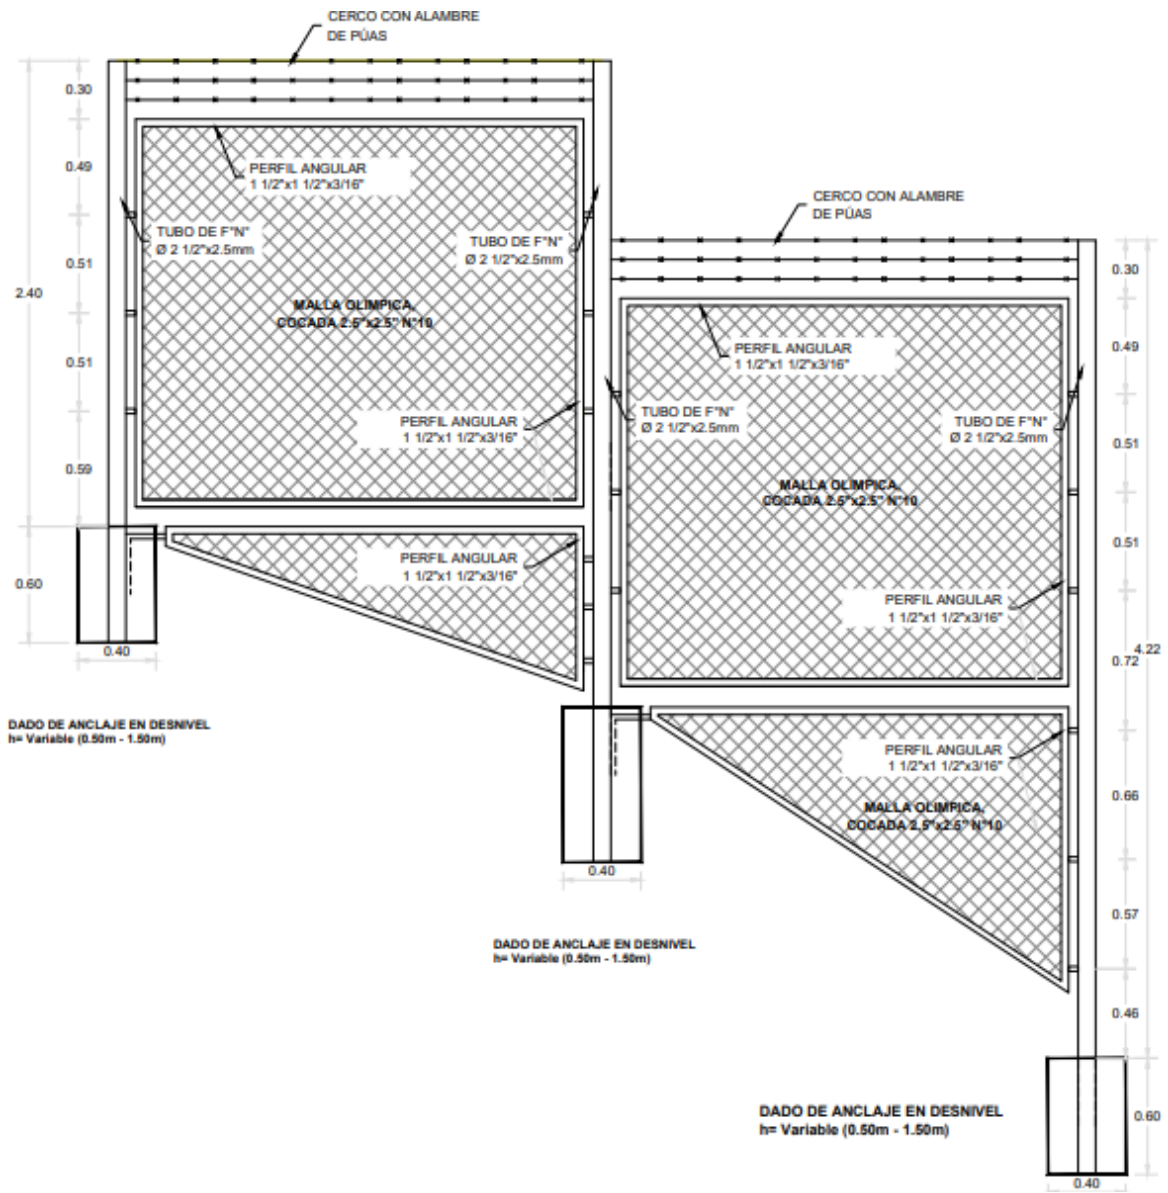 CERCO CON ALAMBRE
DE PÚAS
0.30
0.49
PERFIL ANGULAR
1 1/2"x1 1/2"x3/16"
TUBO DE F"N"
Ø 2 1/2"x2.5mm
TUBO DE F"N"
Ø 2 1/2"x2.5mm
0.51
2.40
MALLA OLIMPICA,
COCADA 2.5"x2.5" N°10
0.51
PERFIL ANGULAR
1 1/2"x1 1/2"x3/16"
0.59
PERFIL ANGULAR
1 1/2"x1 1/2"x3/16"
0.60
0.40
DADO DE ANCLAJE EN DESNIVEL
h= Variable (0.50m - 1.50m)
CERCO CON ALAMBRE
DE PÚAS
0.30
0.49
PERFIL ANGULAR
1 1/2"x1 1/2"x3/16"
TUBO DE F"N"
Ø 2 1/2"x2.5mm
TUBO DE F"N"
Ø 2 1/2"x2.5mm
0.51
MALLA OLIMPICA,
COCADA 2.5"x2.5" N°10
0.51
PERFIL ANGULAR
1 1/2"x1 1/2"x3/16"
0.72
4.22
PERFIL ANGULAR
1 1/2"x1 1/2"x3/16"
0.66
MALLA OLIMPICA,
COCADA 2.5"x2.5" N°10
0.40
0.57
DADO DE ANCLAJE EN DESNIVEL
h= Variable (0.50m - 1.50m)
0.46
DADO DE ANCLAJE EN DESNIVEL
h= Variable (0.50m - 1.50m)
0.60
0.40